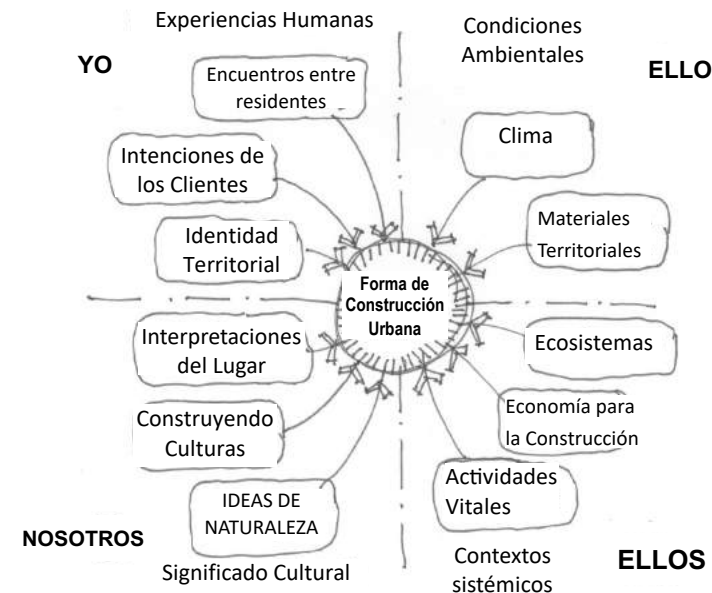 Experiencias Humanas
Condiciones
Ambientales
YO
ELLO
Encuentros entre
residentes
Clima
Intenciones de
los Clientes
Materiales
Territoriales
Identidad
Territorial
Forma de
Construcción
Urbana
Interpretaciones
del Lugar
Ecosistemas
Construyendo
Culturas
Economía para
la Construcción
Actividades
Vitales
IDEAS DE
NATURALEZA
NOSOTROS
Significado Cultural
Contextos
sistémicos
ELLOS